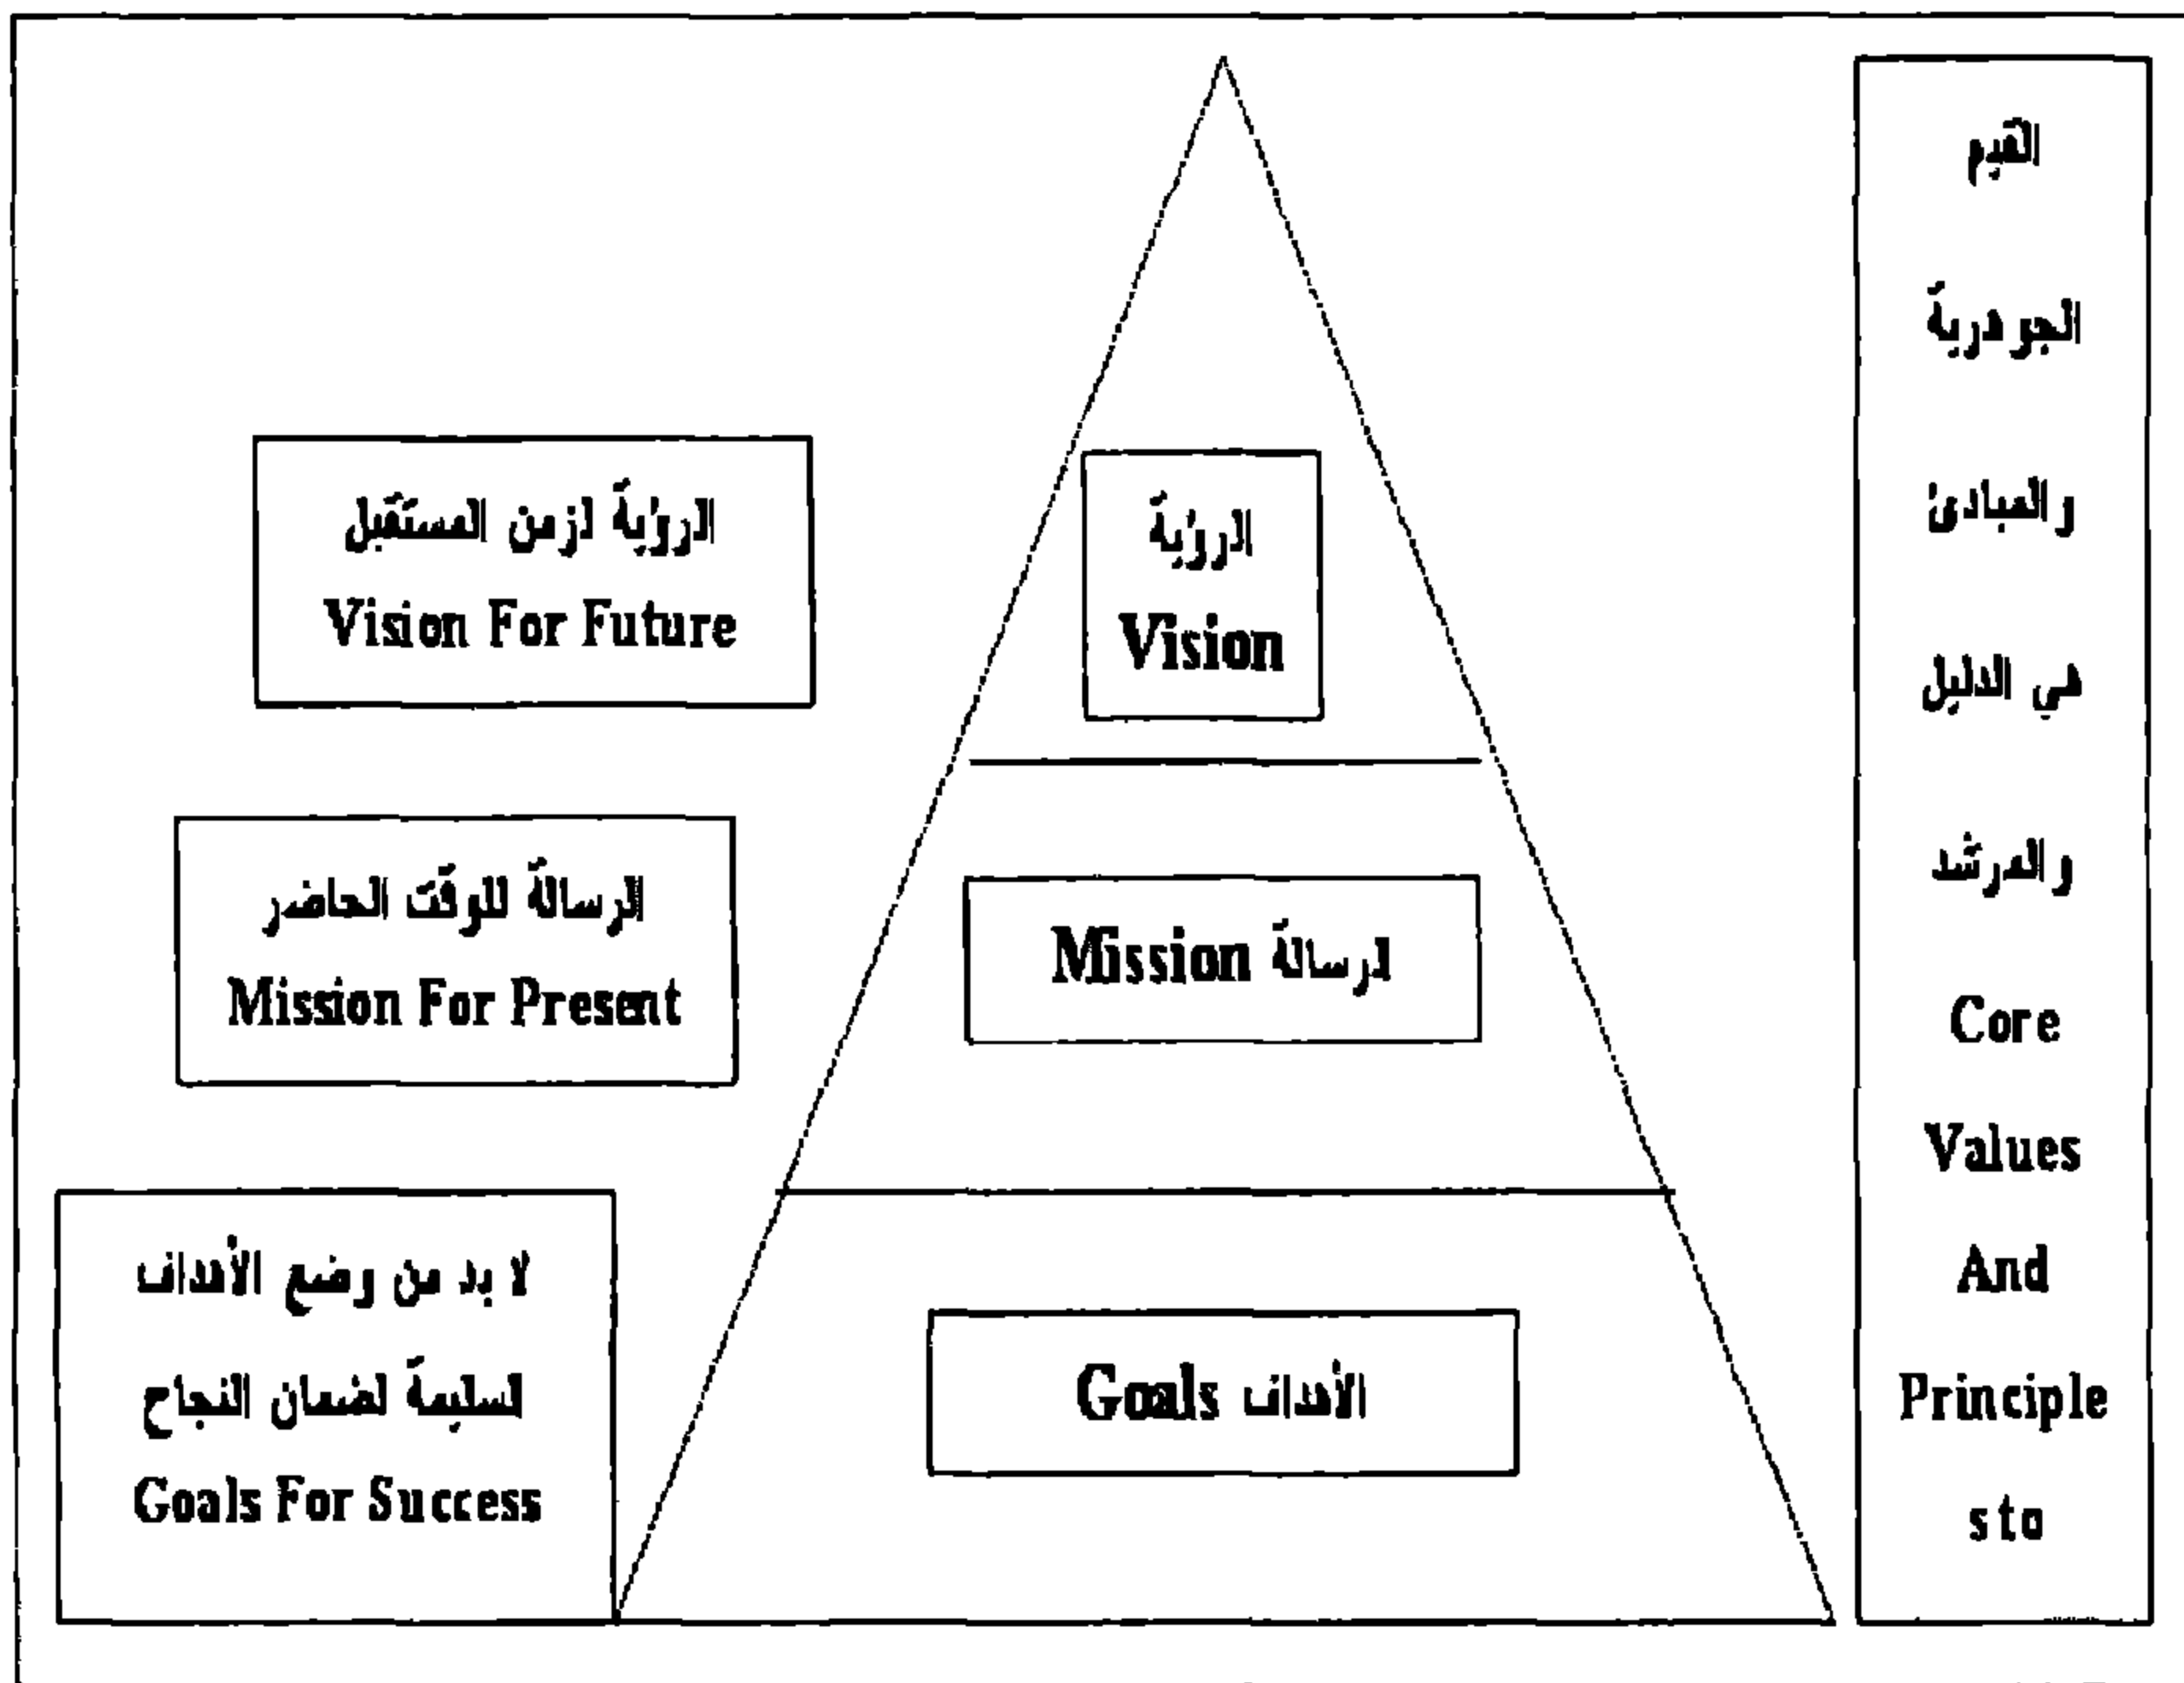 القيم
الجوهرية
والمبادئ
هي الدليل
والمرشد
Core
Values
And
Principle
s to
الرؤية
Vision
الرؤية لزمن المستقبل
Vision For Future
Mission الرسالة
الرسالة للوقت الحاضر
Mission For Present
Goals الأهداف
لا بد من وضع الأهداف
السليمة لضمان النجاح
Goals For Success